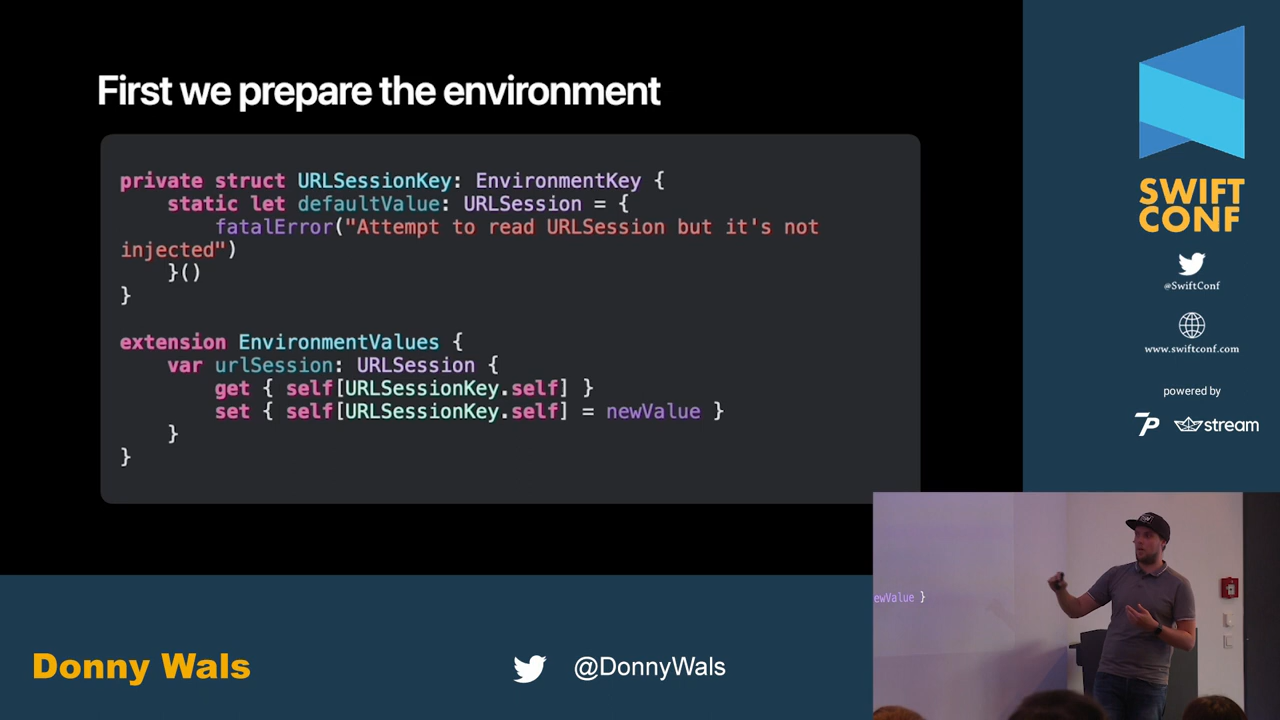 First we prepare the environment
private struct URLSessionKey: EnvironmentKey {
    static let defaultValue: URLSession = {
        fatalError("Attempt to read URLSession but it's not
injected")
    }()
}
extension EnvironmentValues {
    var urlSession: URLSession {
        get { self[URLSessionKey.self] }
        set { self[URLSessionKey.self] = newValue }
    }
}
SWIFT
CONF
@SwiftConf
www.swiftconf.com
powered by
7P
stream
ewValue }
Donny Wals
@DonnyWals